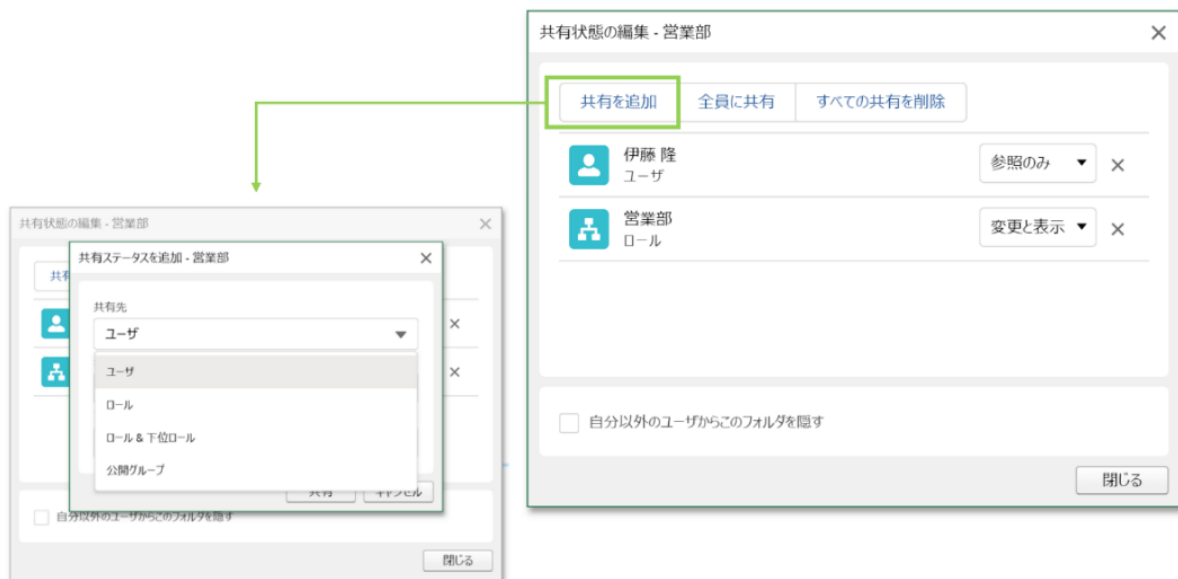 共有状態の編集 - 営業部
共有を追加
全員に共有
すべての共有を削除
伊藤 隆
ユーザ
参照のみ
営業部
ロール
変更と表示
自分以外のユーザからこのフォルダを隠す
閉じる
共有状態の編集 - 営業部
共有ステータスを追加 - 営業部
共有先
ユーザ
ユーザ
ロール
ロール & 下位ロール
公開グループ
共有
キャンセル
自分以外のユーザからこのフォルダを隠す
閉じる